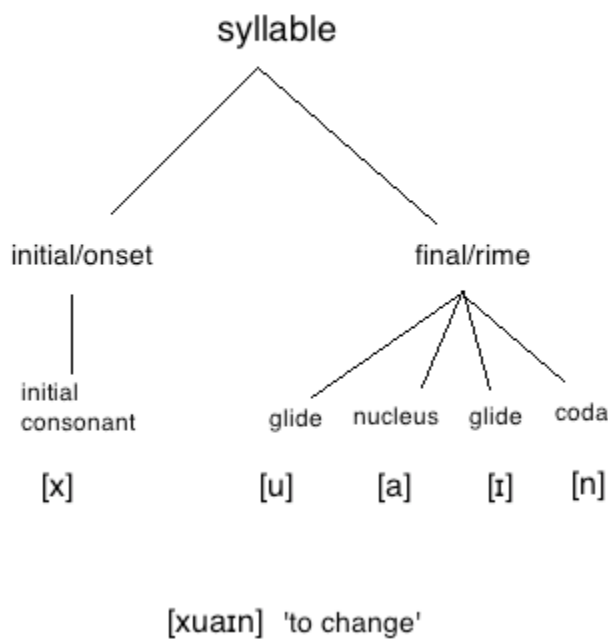 syllable
initial/onset final/rime
initial
consonant
glide nucleus glide coda
[x] [u] [a] [ɪ] [n]
[xuaɪn] 'to change'